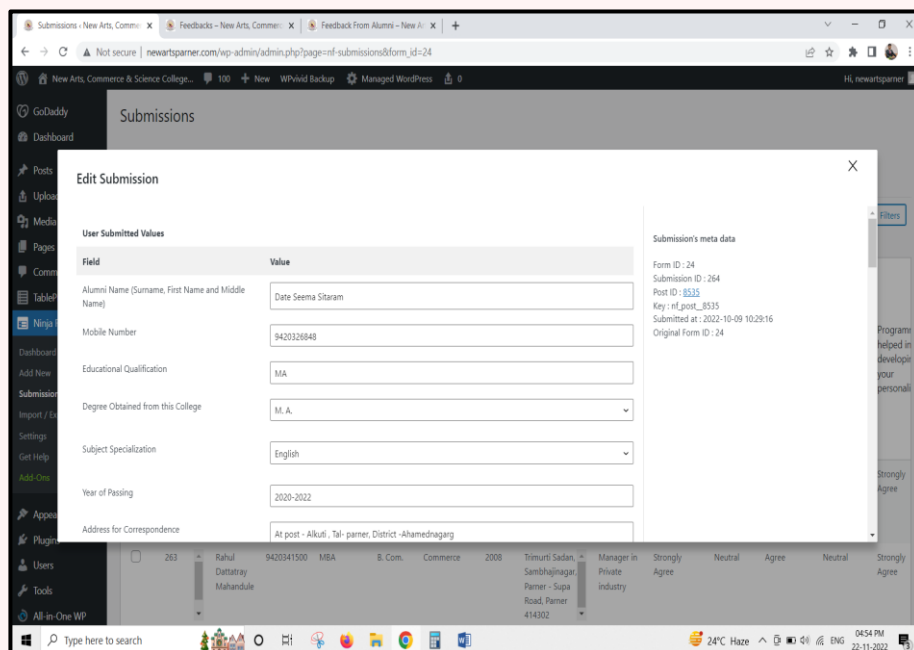 Submissions ‹ New Arts, Comme
Feedbacks – New Arts, Commerc
Feedback From Alumni – New Ar
Not secure | newartsparner.com/wp-admin/admin.php?page=nf-submissions&form_id=24
New Arts, Commerce & Science College... 100 + New WPvivid Backup Managed WordPress 0
Hi, newartsparner
GoDaddy
Dashboard
Posts
Uploa
Media
Pages
Comm
TableP
Ninja F
Dashboard
Add New
Submission
Import / Ex
Settings
Get Help
Add-Ons
Appea
Plugin
Users
Tools
All-in-One WP
Submissions
Filters
Edit Submission
X
User Submitted Values
Field Value
Alumni Name (Surname, First Name and Middle
Name)
Date Seema Sitaram
Mobile Number
9420326848
Educational Qualification
MA
Degree Obtained from this College
M. A.
Subject Specialization
English
Year of Passing
2020-2022
Address for Correspondence
At post - Alkuti , Tal- parner, District -Ahamednagarg
Submission's meta data
Form ID : 24
Submission ID : 264
Post ID : 8535
Key : nf_post__8535
Submitted at : 2022-10-09 10:29:16
Original Form ID : 24
Program
helped in
developin
your
personali
Strongly
Agree
263
Rahul
Dattatray
Mahandule
9420341500
MBA
B. Com.
Commerce
2008
Trimurti Sadan,
Sambhajinagar,
Parner - Supa
Road, Parner
414302
Manager in
Private
industry
Strongly
Agree
Neutral
Agree
Neutral
Strongly
Agree
Type here to search
24°C Haze
ENG
04:54 PM
22-11-2022